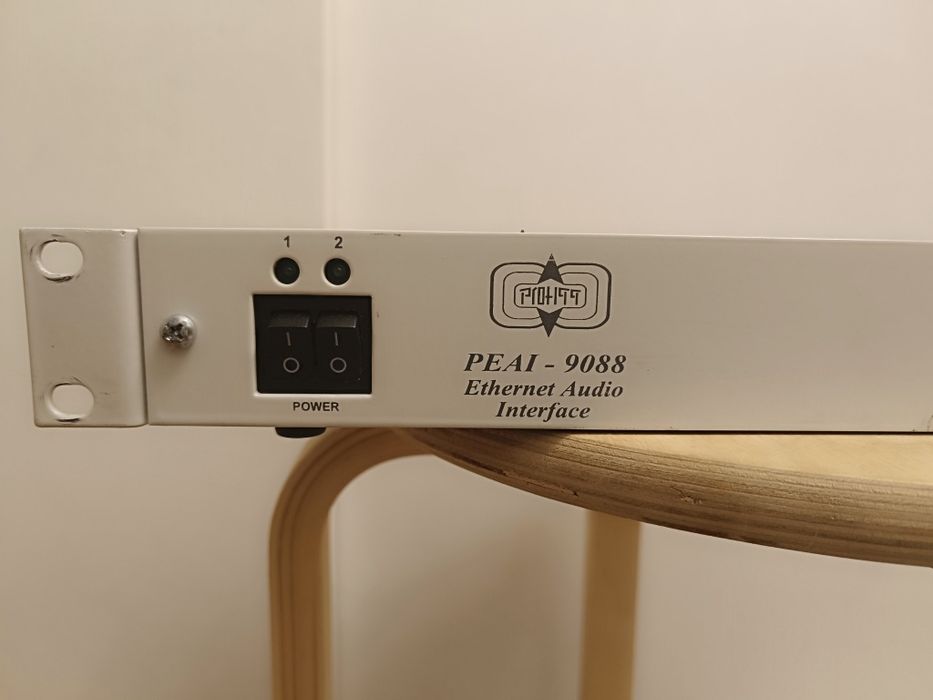 1 2
I I
O O
POWER
PEAI - 9088
Ethernet Audio
Interface